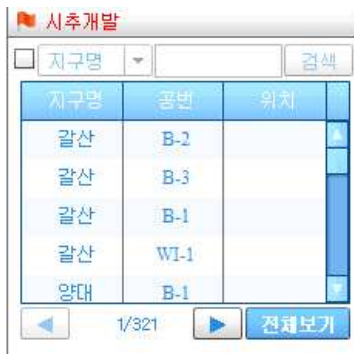 시추개발
지구명 검색
지구명 공번 위치
갈산 B-2
갈산 B-3
갈산 B-1
갈산 WI-1
양대 B-1
1/321 전체보기